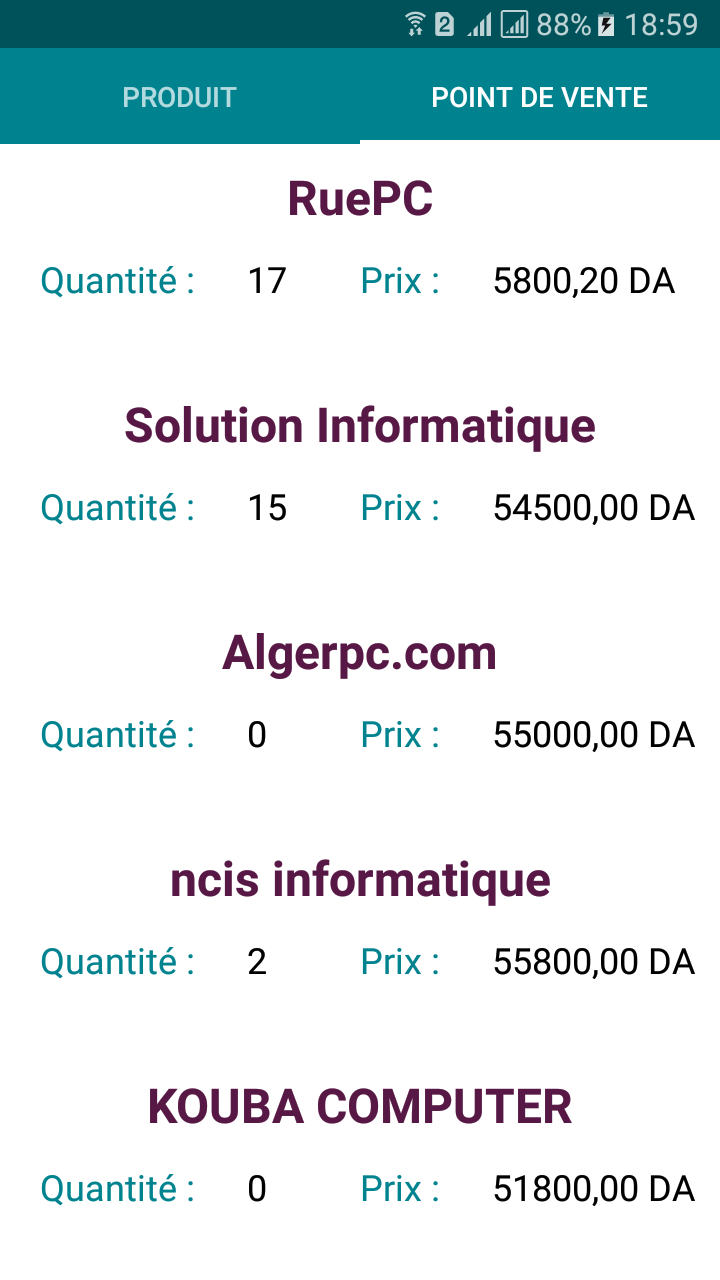 2 88% 18:59
PRODUIT POINT DE VENTE
RuePC
Quantité : 17 Prix : 5800,20 DA
Solution Informatique
Quantité : 15 Prix : 54500,00 DA
Algerpc.com
Quantité : 0 Prix : 55000,00 DA
ncis informatique
Quantité : 2 Prix : 55800,00 DA
KOUBA COMPUTER
Quantité : 0 Prix : 51800,00 DA